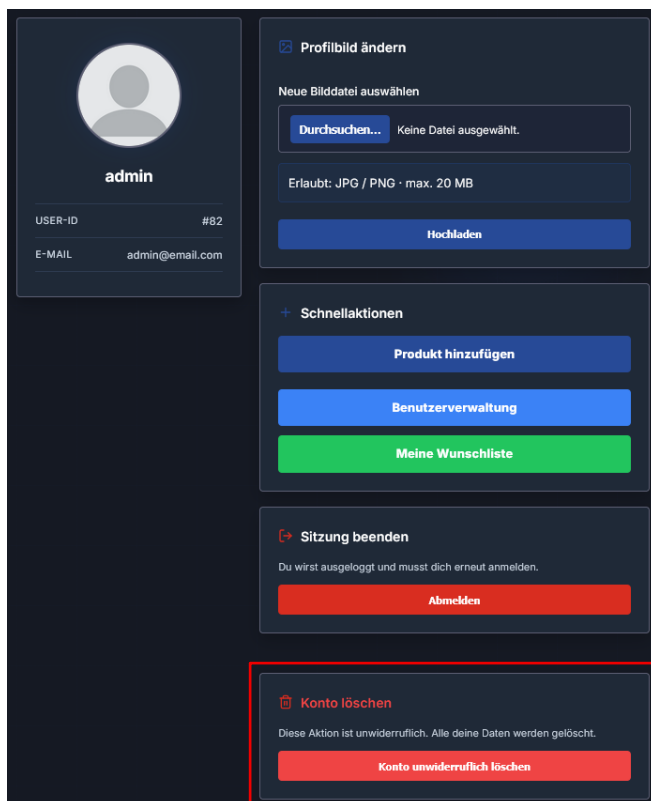 admin
USER-ID #82
E-MAIL admin@email.com
Profilbild ändern
Neue Bilddatei auswählen
Durchsuchen... Keine Datei ausgewählt.
Erlaubt: JPG / PNG · max. 20 MB
Hochladen
Schnellaktionen
Produkt hinzufügen
Benutzerverwaltung
Meine Wunschliste
Sitzung beenden
Du wirst ausgeloggt und musst dich erneut anmelden.
Abmelden
Konto löschen
Diese Aktion ist unwiderruflich. Alle deine Daten werden gelöscht.
Konto unwiderruflich löschen